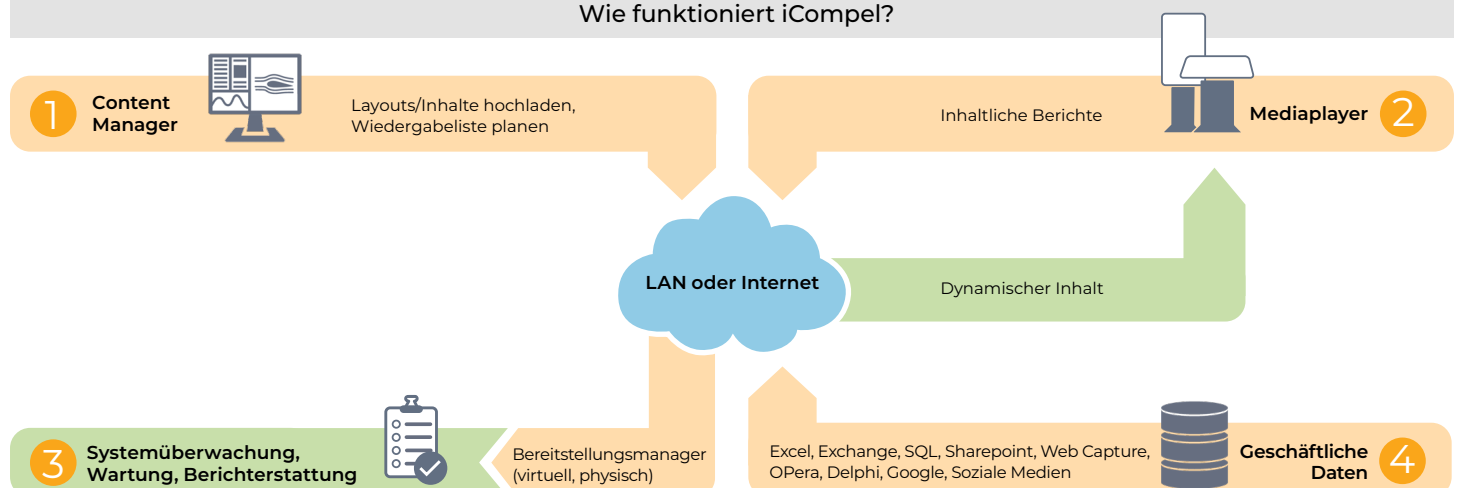 Wie funktioniert iCompel?
1
Content
Manager
Layouts/Inhalte hochladen,
Wiedergabeliste planen
Inhaltliche Berichte
Mediaplayer
2
LAN oder Internet
Dynamischer Inhalt
3
Systemüberwachung,
Wartung, Berichterstattung
Bereitstellungsmanager
(virtuell, physisch)
Excel, Exchange, SQL, Sharepoint, Web Capture,
OPera, Delphi, Google, Soziale Medien
Geschäftliche
Daten
4